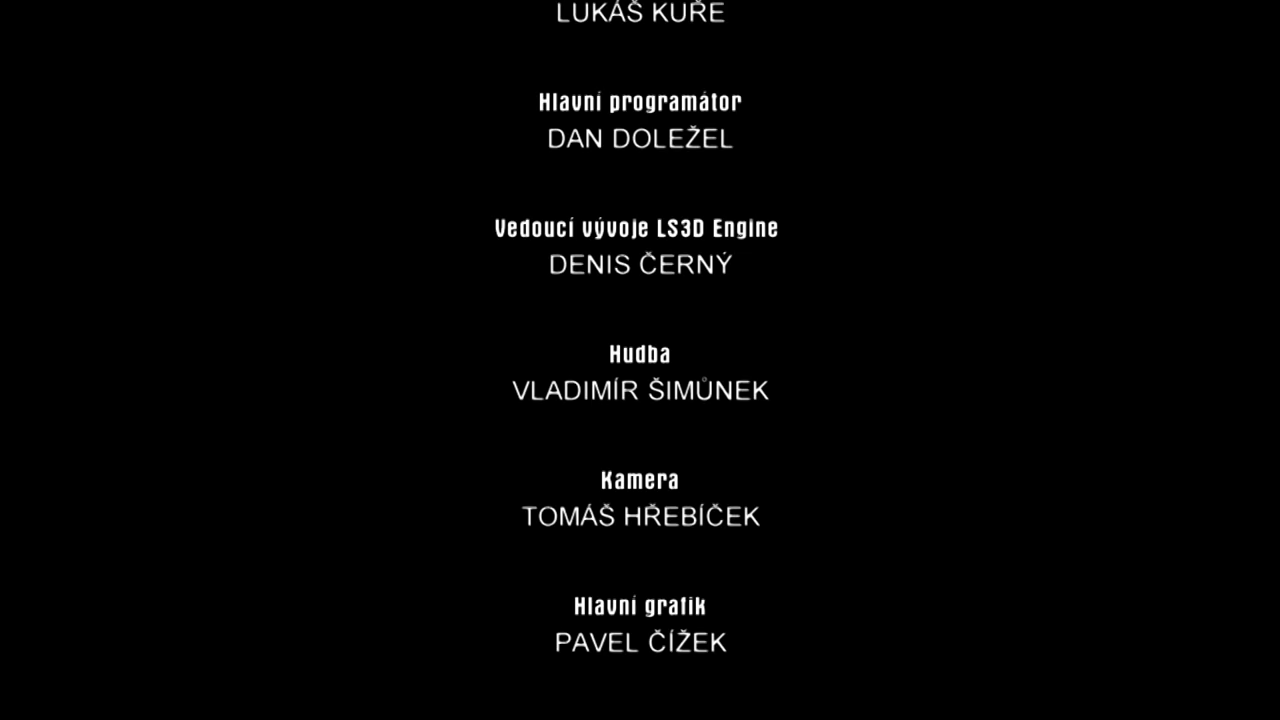 LUKÁŠ KUŘE
Hlavní programátor
DAN DOLEŽEL
Vedoucí vývoje LS3D Engine
DENIS ČERNÝ
Hudba
VLADIMÍR ŠIMŮNEK
Kamera
TOMÁŠ HŘEBÍČEK
Hlavní grafik
PAVEL ČÍŽEK